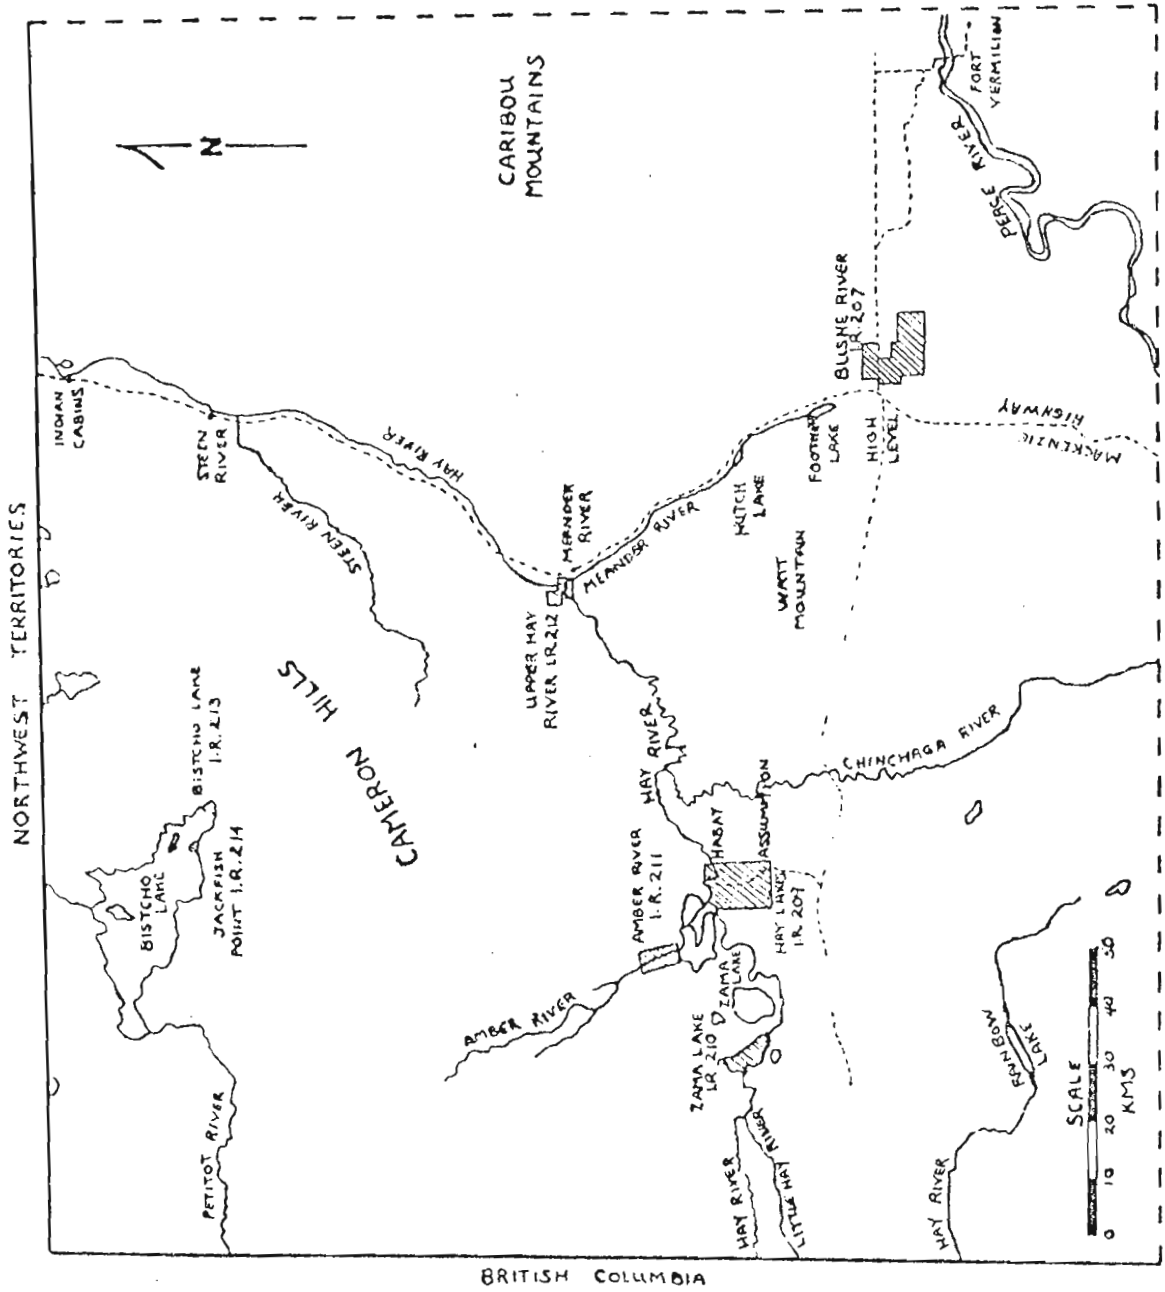 NORTHWEST TERRITORIES
BRITISH COLUMBIA
N
CARIBOU
MOUNTAINS
INDIAN
CABINS
STEEN
RIVER
STEEN RIVER
HAY RIVER
CAMERON HILLS
BISTCHO LAKE
I.R. 213
BISTCHO
LAKE
JACKFISH
POINT I.R. 214
PETITOT RIVER
UPPER HAY
RIVER I.R. 212
MEANDER
RIVER
MEANDER RIVER
HUTCH
LAKE
WATT
MOUNTAIN
LAKE
HIGH
LEVEL
RIVER
I.R. 207
FORT
VERMILION
PEACE RIVER
MACKENZIE HIGHWAY
HAY RIVER
CHINCHAGA RIVER
HABAY
ASSUMPTION
HAY LAKES
I.R. 209
AMBER RIVER
I.R. 211
AMBER RIVER
ZAMA
LAKE
ZAMA LAKE
I.R. 210
HAY RIVER
LITTLE HAY RIVER
HAY RIVER
LAKE
SCALE
0 10 20 30 40 50
KMS